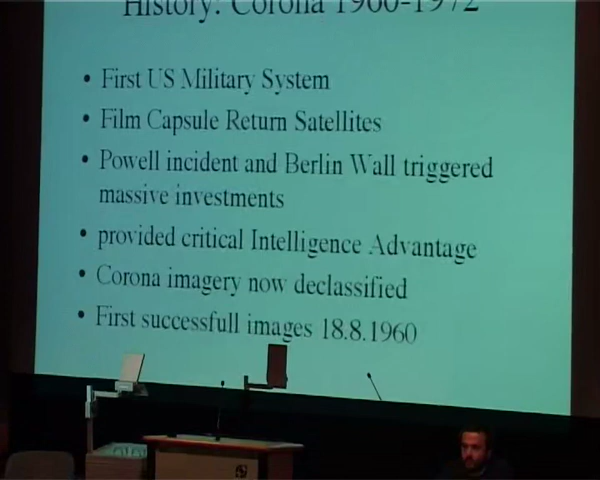 History: Corona 1960-1972
• First US Military System
• Film Capsule Return Satellites
• Powell incident and Berlin Wall triggered
massive investments
• provided critical Intelligence Advantage
• Corona imagery now declassified
• First successfull images 18.8.1960